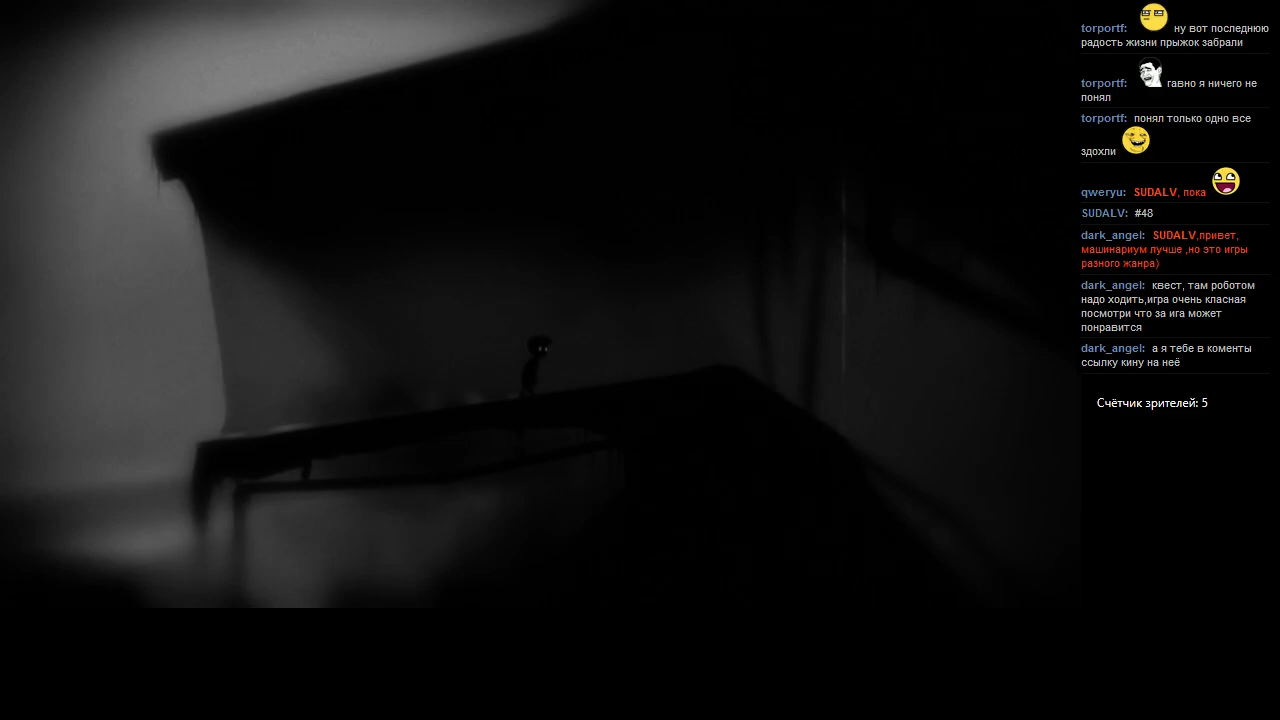 torportf: ну вот последнюю
радость жизни прыжок забрали
torportf: гавно я ничего не
понял
torportf: понял только одно все
здохли
qweryu: SUDALV, пока
SUDALV: #48
dark_angel: SUDALV,привет,
машинариум лучше ,но это игры
разного жанра)
dark_angel: квест, там роботом
надо ходить,игра очень класная
посмотри что за ига может
понравится
dark_angel: а я тебе в коменты
ссылку кину на неё
Счётчик зрителей: 5